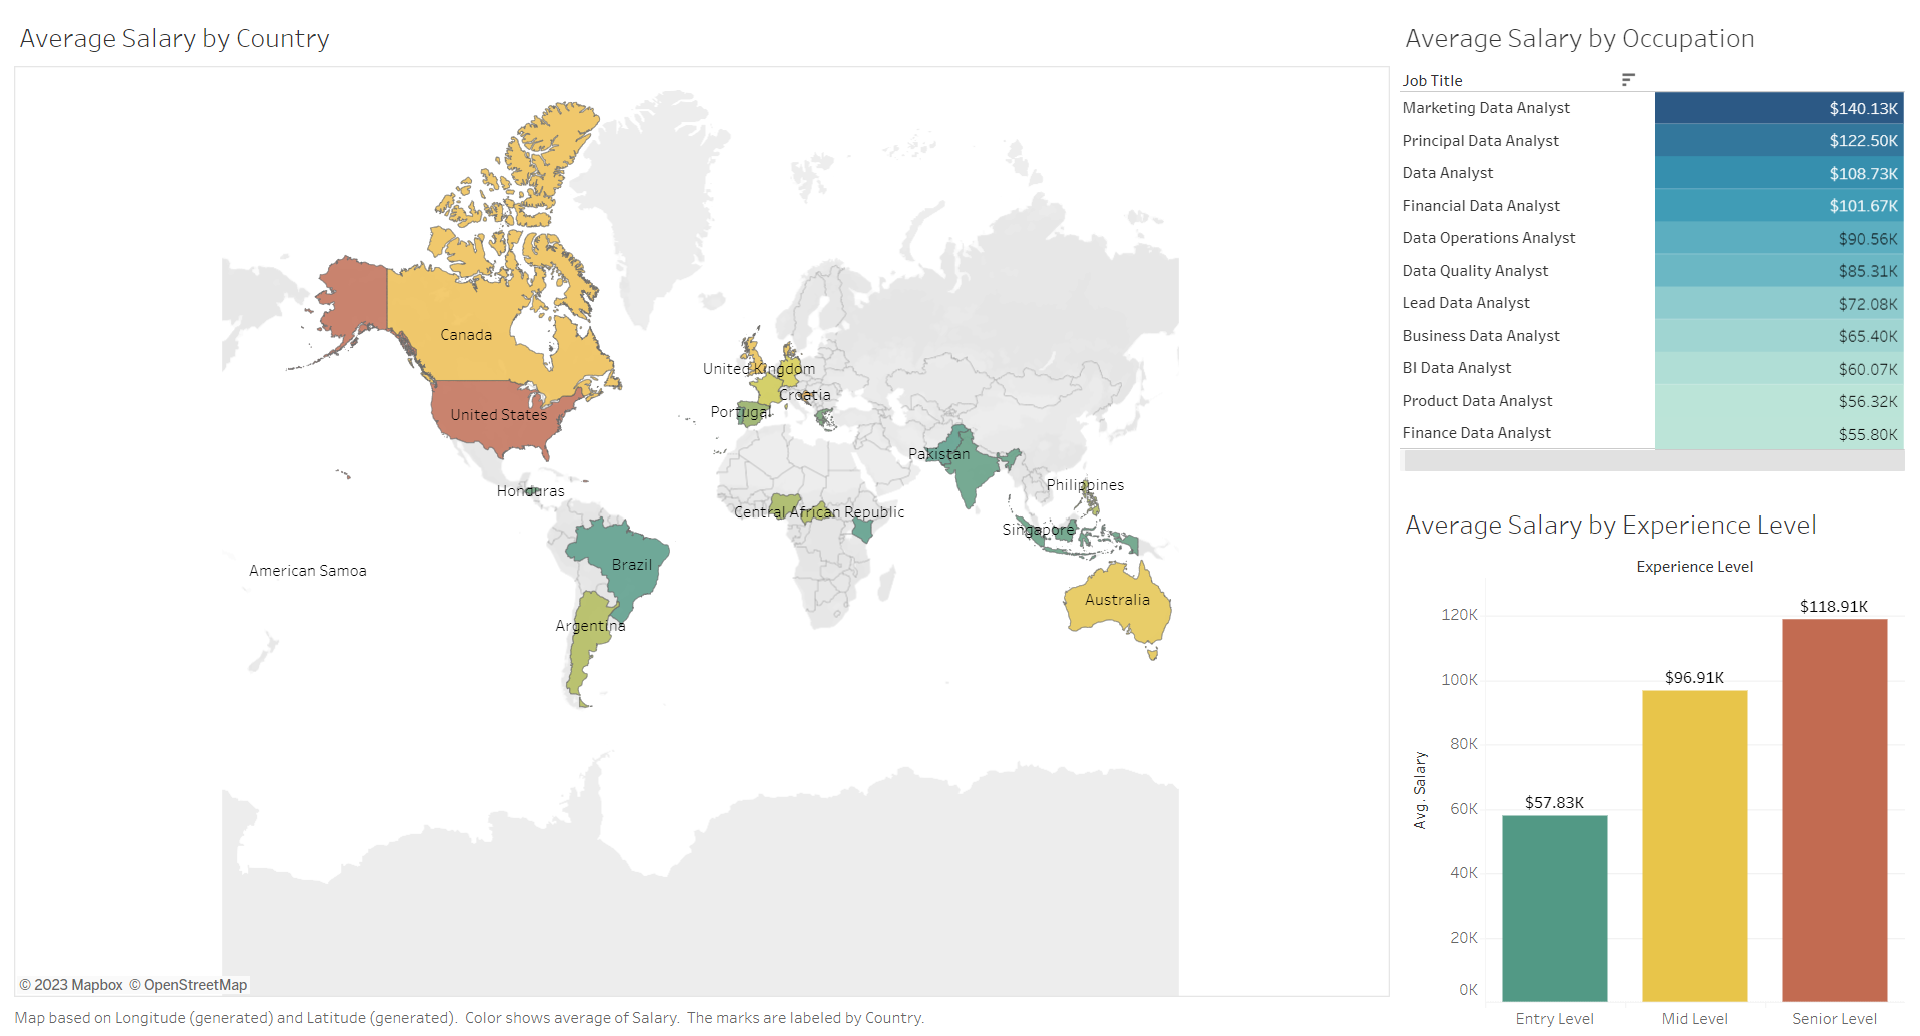 Average Salary by Country
Canada
United States
Honduras
American Samoa
Brazil
Argentina
United Kingdom
Croatia
Portugal
Central African Republic
Pakistan
Philippines
Singapore
Australia
© 2023 Mapbox © OpenStreetMap
Map based on Longitude (generated) and Latitude (generated). Color shows average of Salary. The marks are labeled by Country.
Average Salary by Occupation
Job Title
Marketing Data Analyst $140.13K
Principal Data Analyst $122.50K
Data Analyst $108.73K
Financial Data Analyst $101.67K
Data Operations Analyst $90.56K
Data Quality Analyst $85.31K
Lead Data Analyst $72.08K
Business Data Analyst $65.40K
BI Data Analyst $60.07K
Product Data Analyst $56.32K
Finance Data Analyst $55.80K
Average Salary by Experience Level
Experience Level
Avg. Salary
120K
100K
80K
60K
40K
20K
0K
$57.83K
$96.91K
$118.91K
Entry Level
Mid Level
Senior Level